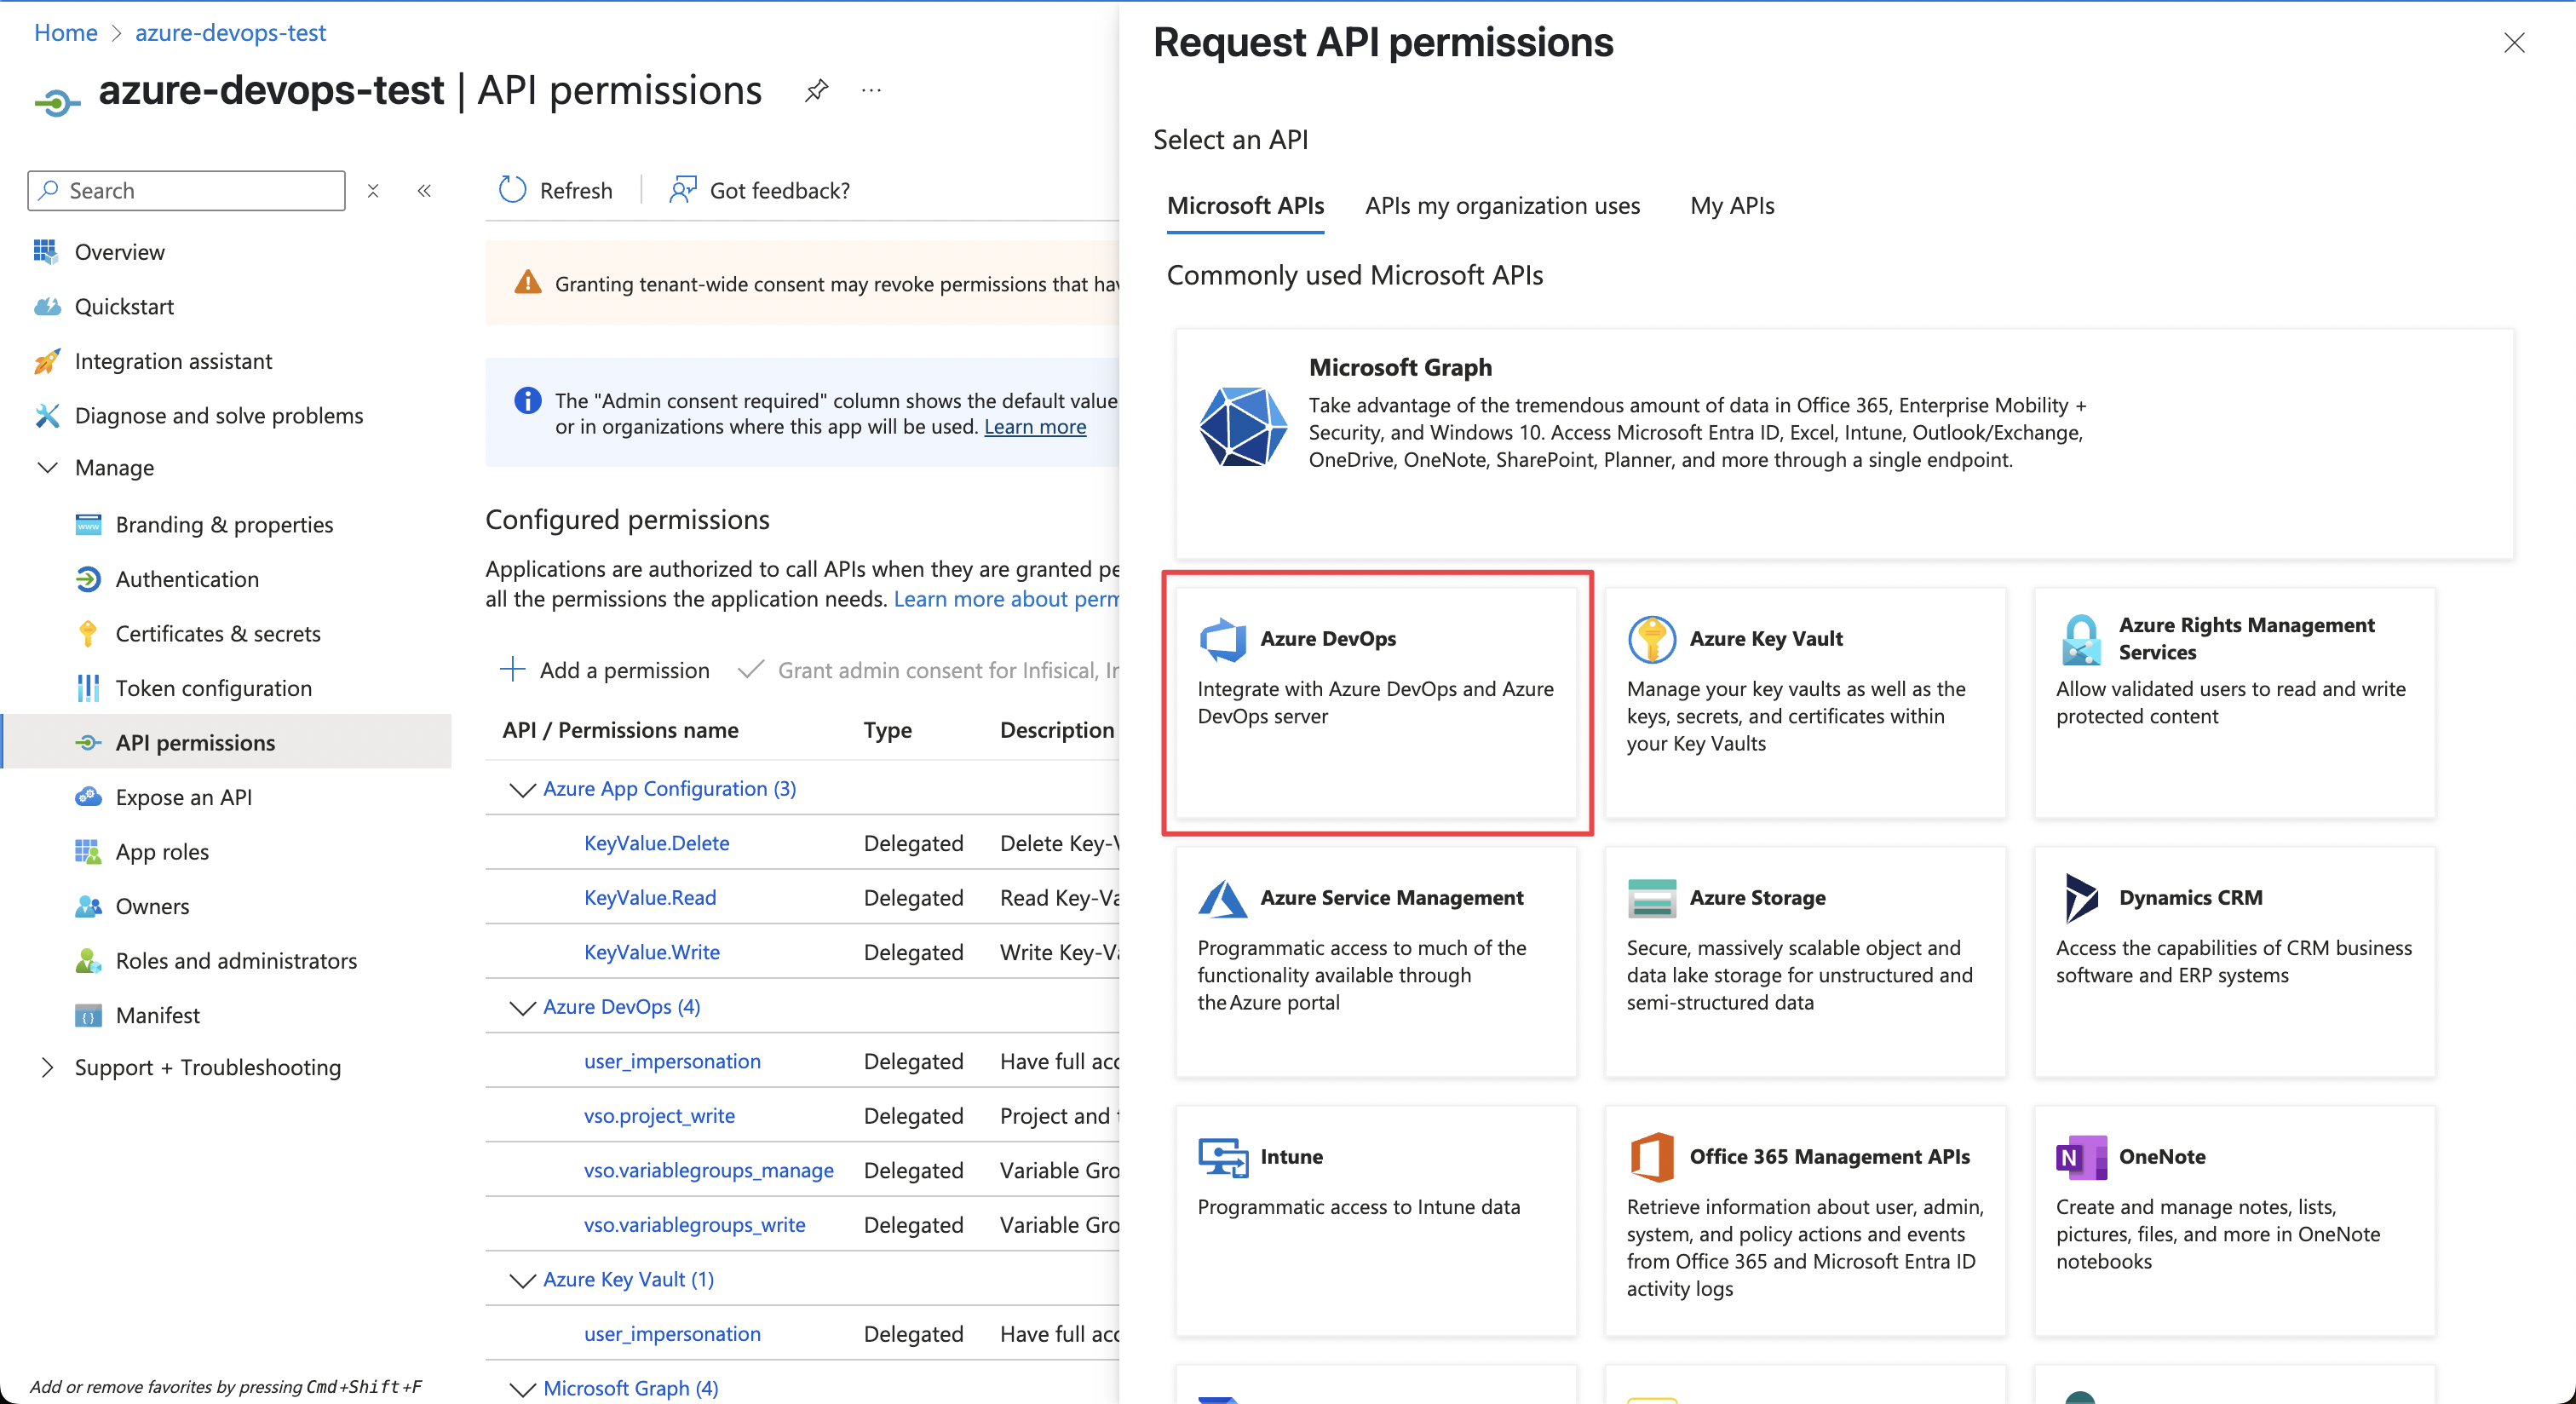 Home > azure-devops-test
azure-devops-test | API permissions
Search
Overview
Quickstart
Integration assistant
Diagnose and solve problems
Manage
Branding & properties
Authentication
Certificates & secrets
Token configuration
API permissions
Expose an API
App roles
Owners
Roles and administrators
Manifest
Support + Troubleshooting
Add or remove favorites by pressing Cmd+Shift+F
Refresh
Got feedback?
Granting tenant-wide consent may revoke permissions that
The "Admin consent required" column shows the default value
or in organizations where this app will be used. Learn more
Configured permissions
Applications are authorized to call APIs when they are granted
all the permissions the application needs. Learn more about
Add a permission
Grant admin consent for Infisical,
API / Permissions name Type Description
Azure App Configuration (3)
KeyValue.Delete Delegated Delete
KeyValue.Read Delegated Read
KeyValue.Write Delegated Write
Azure DevOps (4)
user_impersonation Delegated Have full
vso.project_write Delegated Project and
vso.variablegroups_manage Delegated Variable
vso.variablegroups_write Delegated Variable
Azure Key Vault (1)
user_impersonation Delegated Have full
Microsoft Graph (4)
Request API permissions
Select an API
Microsoft APIs APIs my organization uses My APIs
Commonly used Microsoft APIs
Microsoft Graph
Take advantage of the tremendous amount of data in Office 365, Enterprise Mobility +
Security, and Windows 10. Access Microsoft Entra ID, Excel, Intune, Outlook/Exchange,
OneDrive, OneNote, SharePoint, Planner, and more through a single endpoint.
Azure DevOps
Integrate with Azure DevOps and Azure
DevOps server
Azure Key Vault
Manage your key vaults as well as the
keys, secrets, and certificates within
your Key Vaults
Azure Rights Management
Services
Allow validated users to read and write
protected content
Azure Service Management
Programmatic access to much of the
functionality available through
the Azure portal
Azure Storage
Secure, massively scalable object and
data lake storage for unstructured and
semi-structured data
Dynamics CRM
Access the capabilities of CRM business
software and ERP systems
Intune
Programmatic access to Intune data
Office 365 Management APIs
Retrieve information about user, admin,
system, and policy actions and events
from Office 365 and Microsoft Entra ID
activity logs
OneNote
Create and manage notes, lists,
pictures, files, and more in OneNote
notebooks